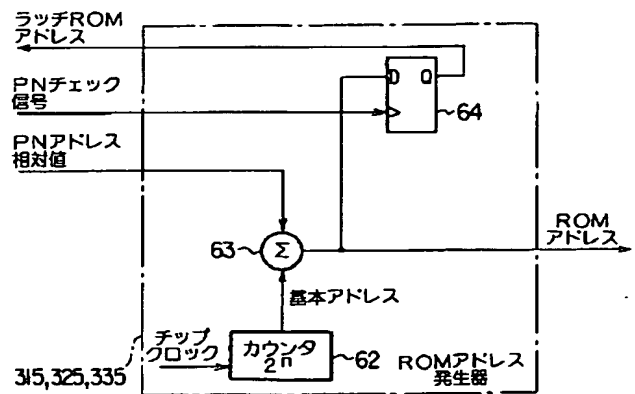 ラッチROM
アドレス
PNチェック
信号
D Q
64
PNアドレス
相対値
63
Σ
ROM
アドレス
基本アドレス
チップ
クロック
カウンタ
2n
62
ROMアドレス
発生器
315,325,335